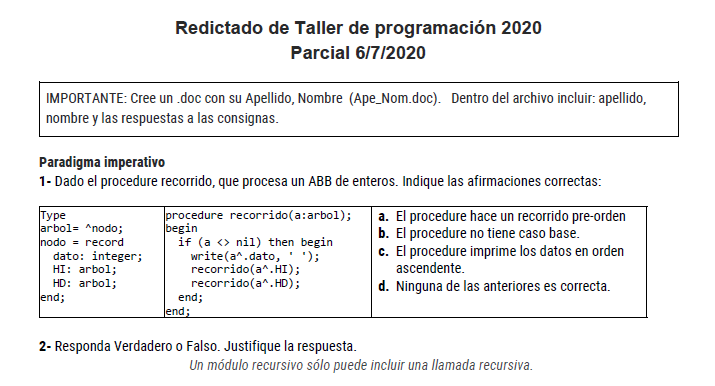 Redictado de Taller de programación 2020
Parcial 6/7/2020
IMPORTANTE: Cree un .doc con su Apellido, Nombre (Ape_Nom.doc). Dentro del archivo incluir: apellido,
nombre y las respuestas a las consignas.
Paradigma imperativo
1- Dado el procedure recorrido, que procesa un ABB de enteros. Indique las afirmaciones correctas:
Type
arbol= ^nodo;
nodo = record
dato: integer;
HI: arbol;
HD: arbol;
end;
procedure recorrido(a:arbol);
begin
if (a <> nil) then begin
write(a^.dato, ' ');
recorrido(a^.HI);
recorrido(a^.HD);
end;
end;
a. El procedure hace un recorrido pre-orden
b. El procedure no tiene caso base.
c. El procedure imprime los datos en orden
ascendente.
d. Ninguna de las anteriores es correcta.
2- Responda Verdadero o Falso. Justifique la respuesta.
Un módulo recursivo sólo puede incluir una llamada recursiva.